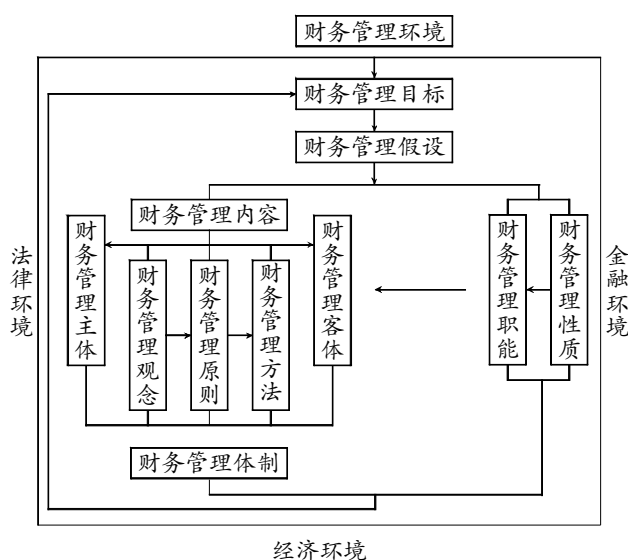 财务管理环境
财务管理目标
财务管理假设
财务管理内容
财务管理主体
财务管理观念
财务管理原则
财务管理方法
财务管理客体
财务管理职能
财务管理性质
法律环境
金融环境
财务管理体制
经济环境